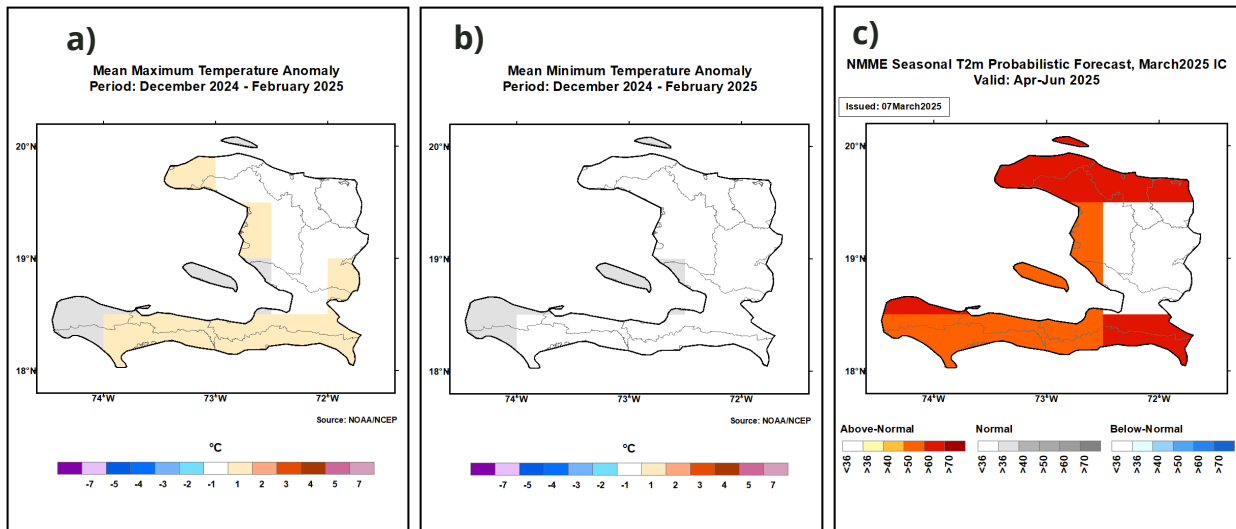 a)
Mean Maximum Temperature Anomaly
Period: December 2024 - February 2025
20°N
19°N
18°N
74°W 73°W 72°W
Source: NOAA/NCEP
°C
-7 -5 -4 -3 -2 -1 1 2 3 4 5 7
b)
Mean Minimum Temperature Anomaly
Period: December 2024 - February 2025
20°N
19°N
18°N
74°W 73°W 72°W
Source: NOAA/NCEP
°C
-7 -5 -4 -3 -2 -1 1 2 3 4 5 7
c)
NMME Seasonal T2m Probabilistic Forecast, March2025 IC
Valid: Apr-Jun 2025
Issued: 07March2025
20°N
19°N
18°N
74°W 73°W 72°W
Above-Normal Normal Below-Normal
<36 >36 >40 >50 >60 >70 <36 >36 >40 >50 >60 >70 <36 >36 >40 >50 >60 >70